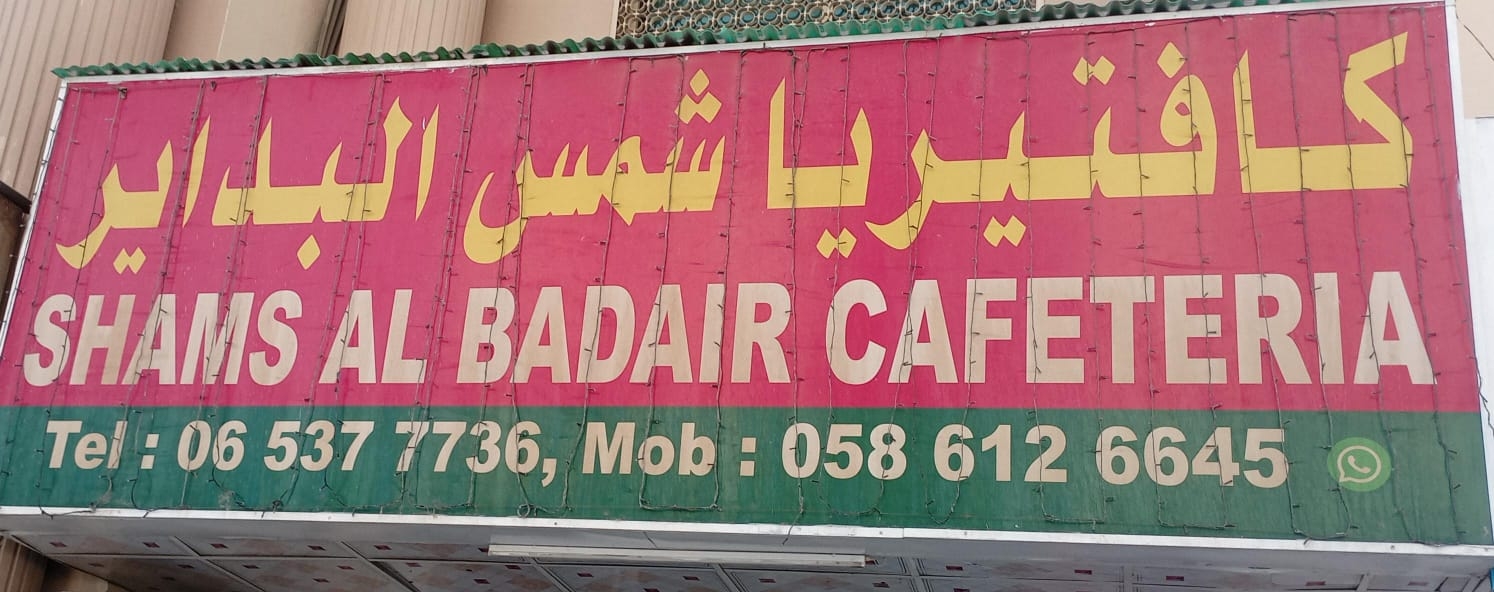 كافتيريا شمس البداير
SHAMS AL BADAIR CAFETERIA
Tel : 06 537 7736, Mob : 058 612 6645